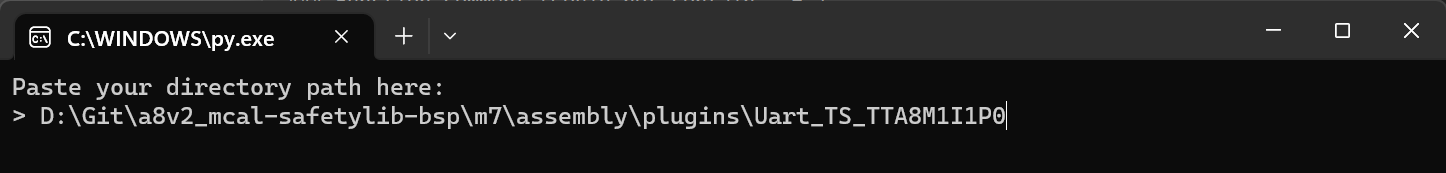 C:\WINDOWS\py.exe
Paste your directory path here:
> D:\Git\a8v2_mcal-safetylib-bsp\m7\assembly\plugins\Uart_TS_TTA8M1I1P0